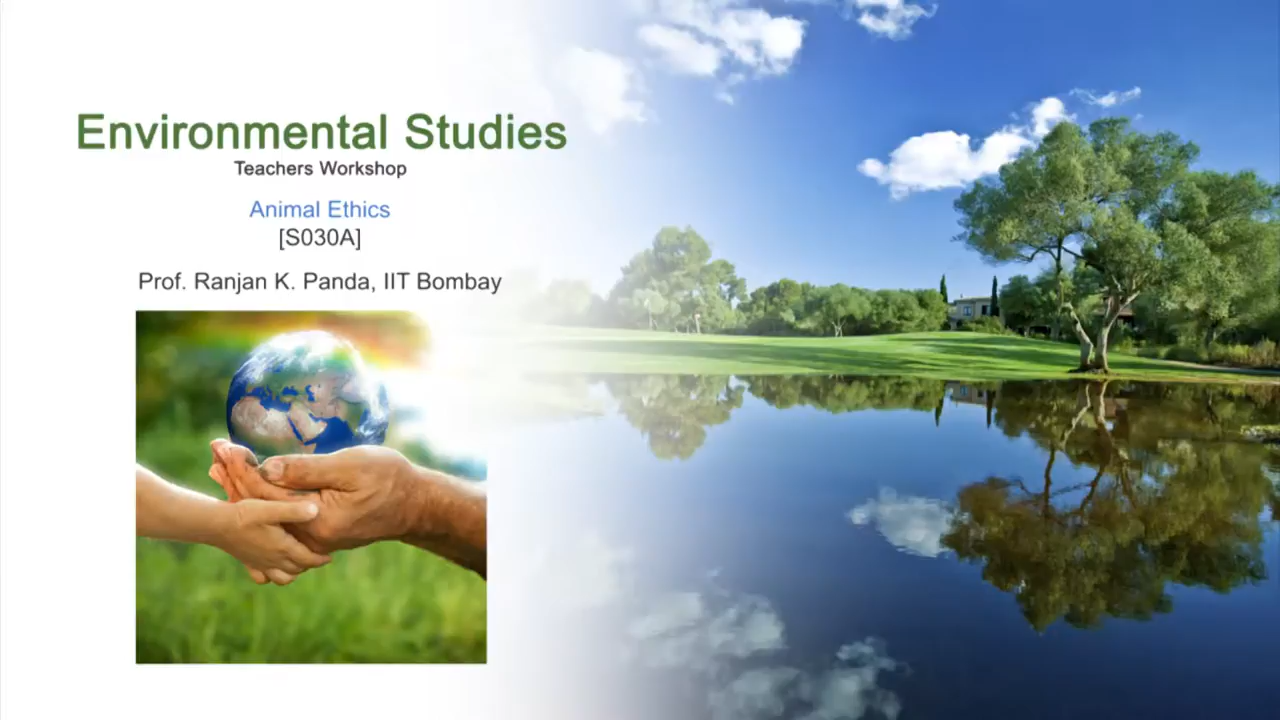 Environmental Studies
Teachers Workshop
Animal Ethics
[S030A]
Prof. Ranjan K. Panda, IIT Bombay